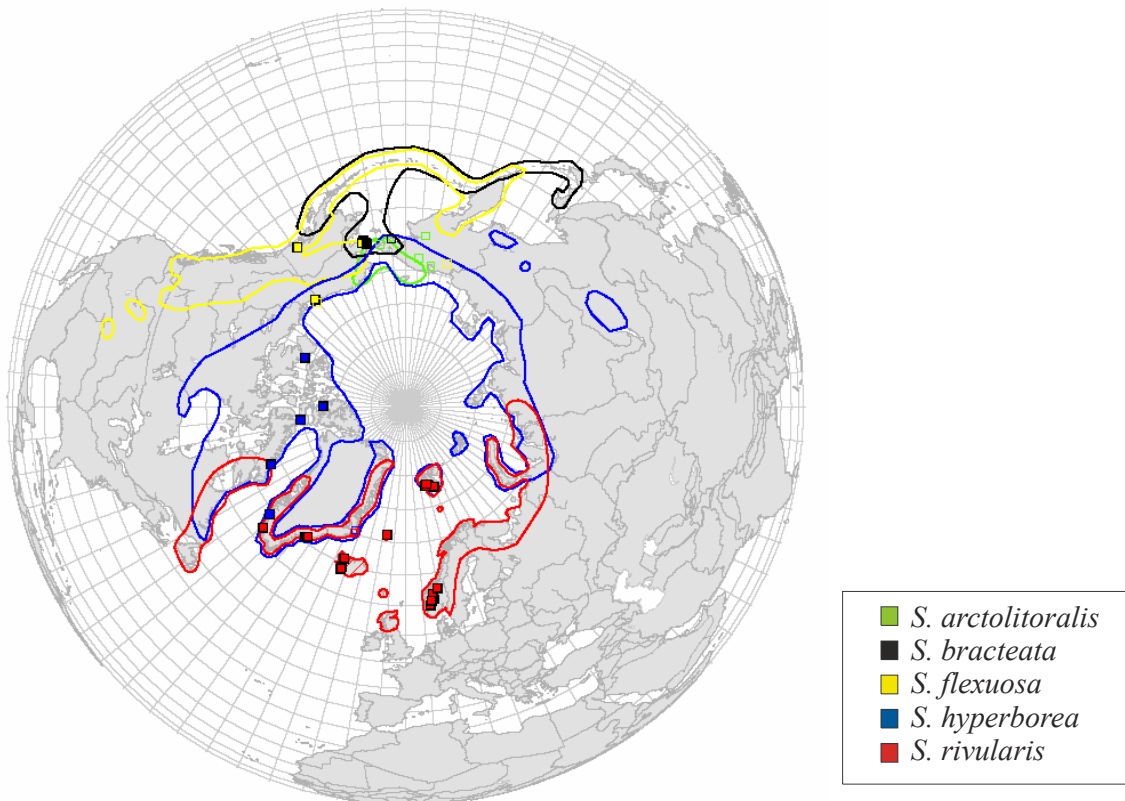 S. arctolitoralis
S. bracteata
S. flexuosa
S. hyperborea
S. rivularis